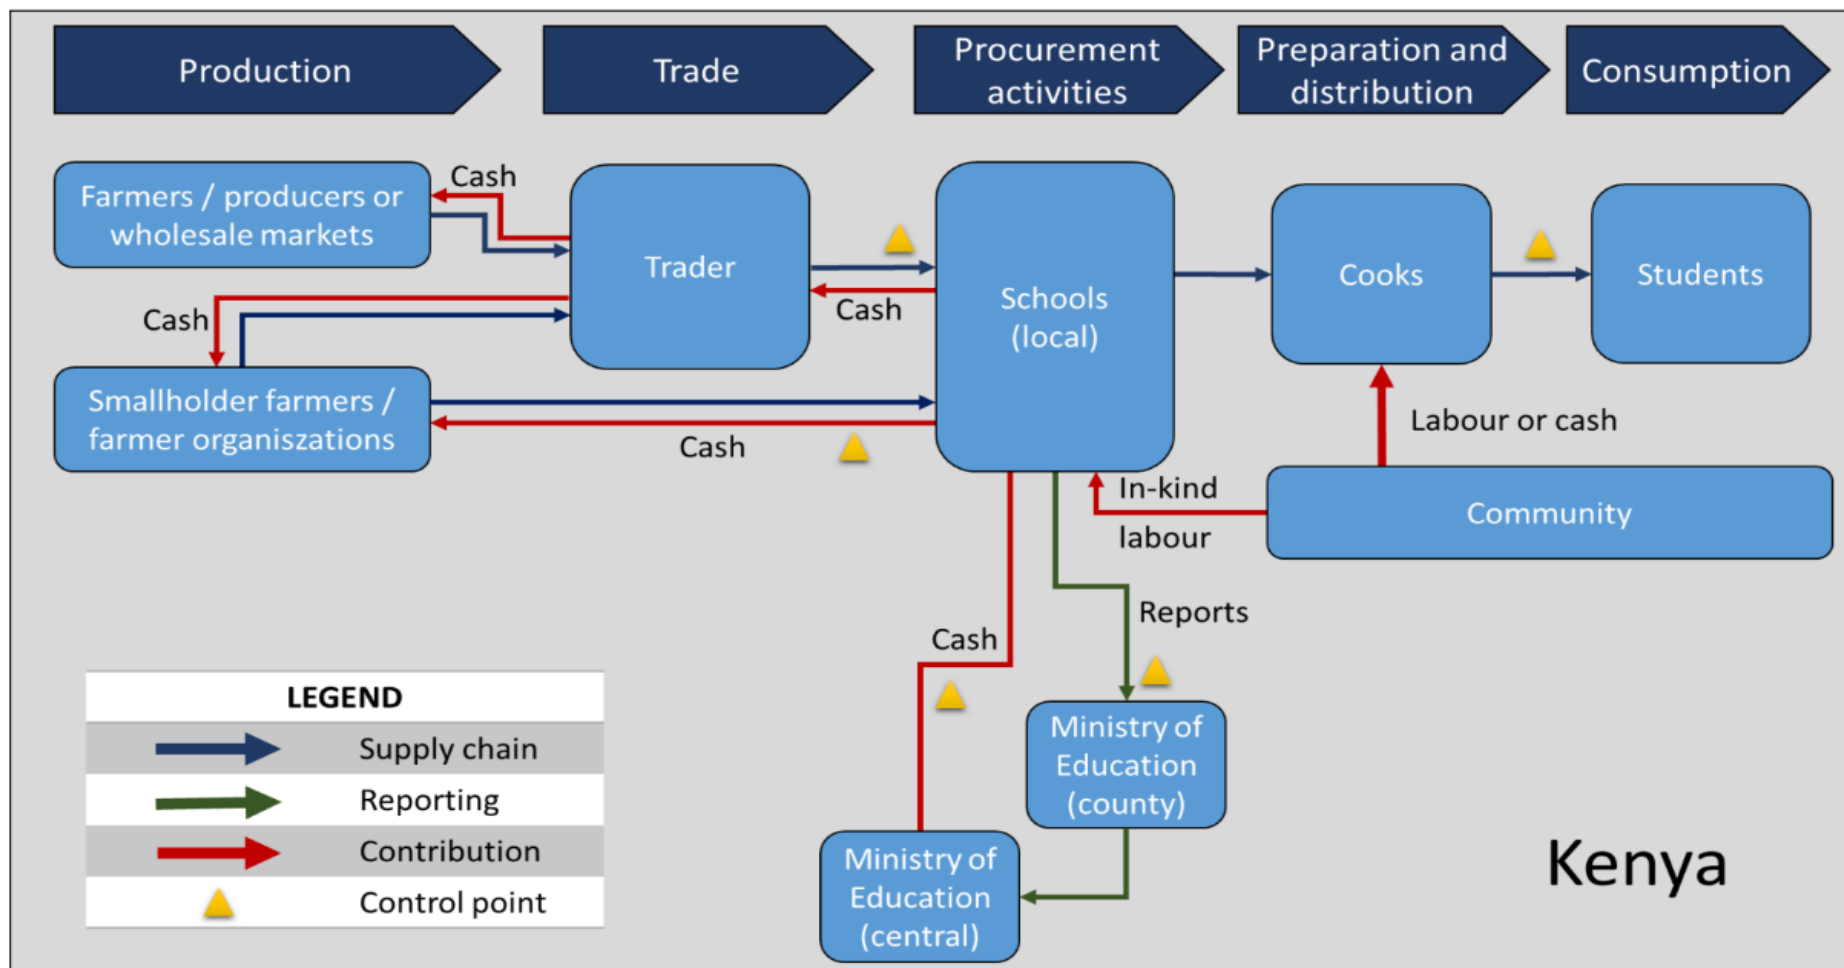 Production
Trade
Procurement
activities
Preparation and
distribution
Consumption
Farmers / producers or
wholesale markets
Cash
Trader
Schools
(local)
Cooks
Students
Cash
Cash
Smallholder farmers /
farmer organiszations
Cash
Labour or cash
In-kind
labour
Community
Reports
Cash
Ministry of
Education
(county)
Ministry of
Education
(central)
LEGEND
Supply chain
Reporting
Contribution
Control point
Kenya